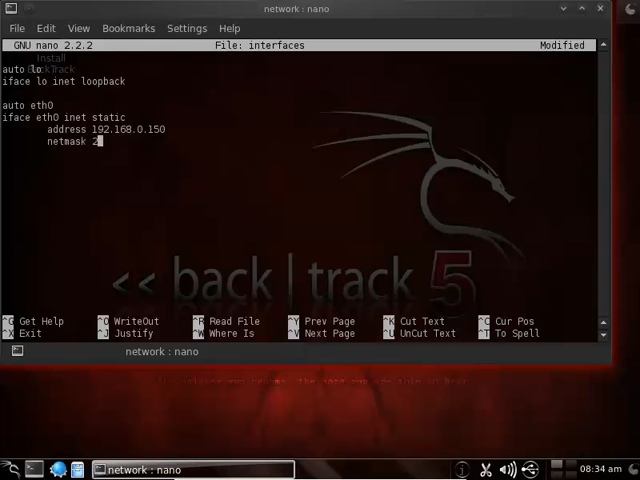 network : nano
File Edit View Bookmarks Settings Help
GNU nano 2.2.2 File: interfaces Modified
Install
BackTrack
auto lo
iface lo inet loopback
auto eth0
iface eth0 inet static
address 192.168.0.150
netmask 2
<< back | track 5
^G Get Help ^O WriteOut ^R Read File ^Y Prev Page ^K Cut Text ^C Cur Pos
^X Exit ^J Justify ^W Where Is ^V Next Page ^U UnCut Text ^T To Spell
network : nano
network : nano 08:34 am